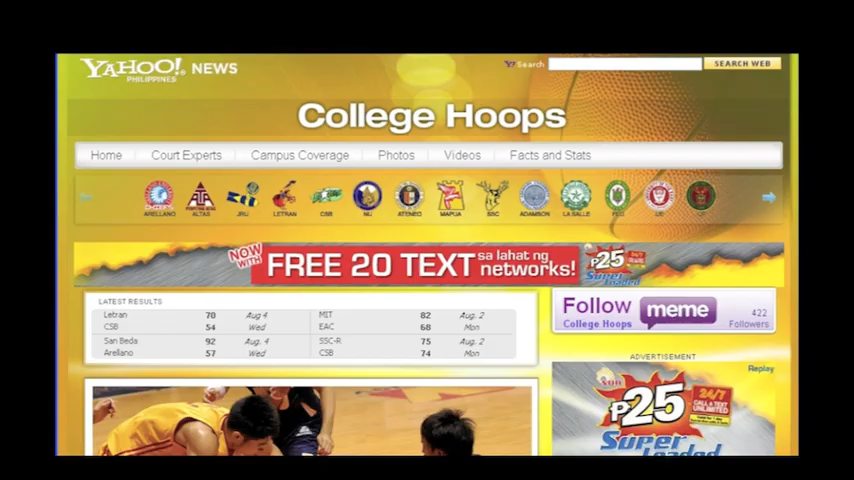 YAHOO! NEWS
PHILIPPINES
Y! Search
SEARCH WEB
College Hoops
Home Court Experts Campus Coverage Photos Videos Facts and Stats
ARELLANO ALTAS JRU LETRAN CSB NU ATENEO MAPUA SSC ADAMSON LA SALLE FEU UE
NOW WITH FREE 20 TEXT sa lahat ng networks!
P25
Super Loaded
LATEST RESULTS
Letran 70 Aug 4 MIT 82 Aug. 2
CSB 54 Wed EAC 68 Mon
San Beda 92 Aug. 4 SSC-R 75 Aug. 2
Arellano 57 Wed CSB 74 Mon
Follow meme 422
College Hoops Followers
ADVERTISEMENT
Replay
P25 24/7
CALL & TEXT
UNLIMITED
Super
Loaded